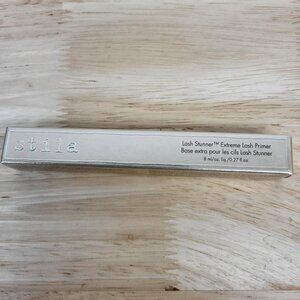 stila
Lash Stunner™ Extreme Lash Primer
Base extra pour les cils Lash Stunner
8 ml/oz. liq./0.27 fl oz.